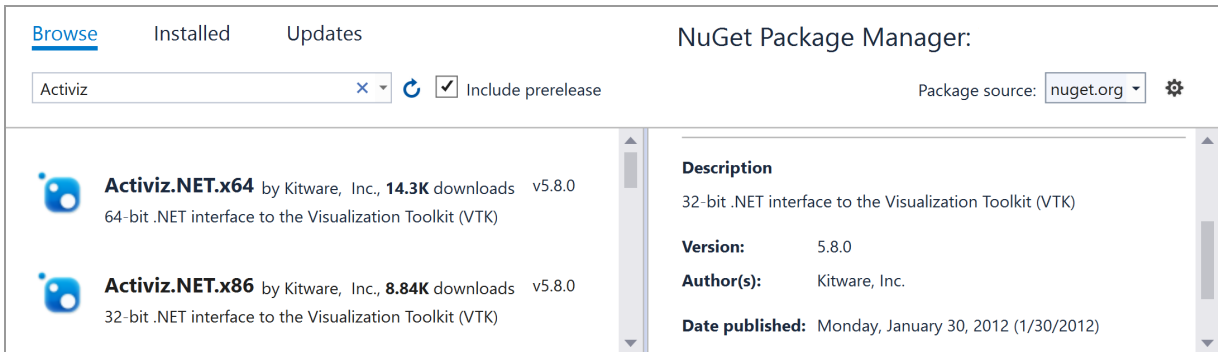 Browse Installed Updates
NuGet Package Manager:
Activiz
Include prerelease
Package source: nuget.org
Activiz.NET.x64 by Kitware, Inc., 14.3K downloads v5.8.0
64-bit .NET interface to the Visualization Toolkit (VTK)
Activiz.NET.x86 by Kitware, Inc., 8.84K downloads v5.8.0
32-bit .NET interface to the Visualization Toolkit (VTK)
Description
32-bit .NET interface to the Visualization Toolkit (VTK)
Version: 5.8.0
Author(s): Kitware, Inc.
Date published: Monday, January 30, 2012 (1/30/2012)